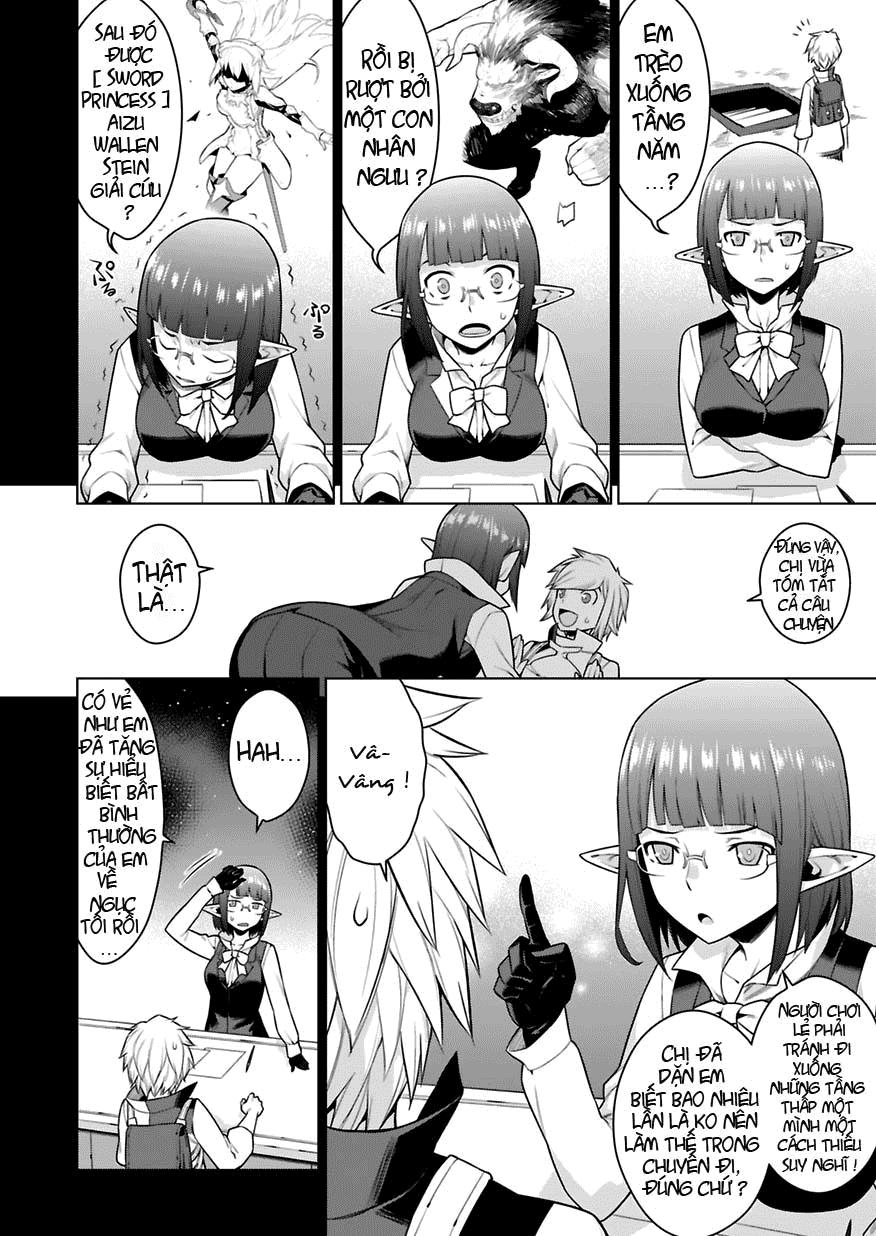 EM
TRÈO
XUỐNG
TẦNG
NĂM
...?
RỒI BỊ
RƯỢT BỞI
MỘT CON
NHÂN
NGƯU ?
SAU ĐÓ
ĐƯỢC
[ SWORD
PRINCESS ]
AIZU
WALLEN
STEIN
GIẢI CỨU
?
ぷる
ぷる
ĐÚNG VẬY,
CHỊ VỪA
TÓM TẮT
CẢ CÂU
CHUYỆN
THẬT
LÀ...
NGƯỜI CHƠI
LẺ PHẢI
TRÁNH ĐI
XUỐNG
NHỮNG TẦNG
THẤP MỘT
MÌNH MỘT
CÁCH THIẾU
SUY NGHĨ !
CHỊ ĐÃ
DẶN EM
BIẾT BAO NHIÊU
LẦN LÀ KO NÊN
LÀM THẾ TRONG
CHUYẾN ĐI,
ĐÚNG CHỨ ?
VÂ-
VÂNG !
HAH...
CÓ VẺ
NHƯ EM
ĐÃ TĂNG
SỰ HIỂU
BIẾT BẤT
BÌNH
THƯỜNG
CỦA EM
VỀ
NGỤC
TỐI RỒI
...